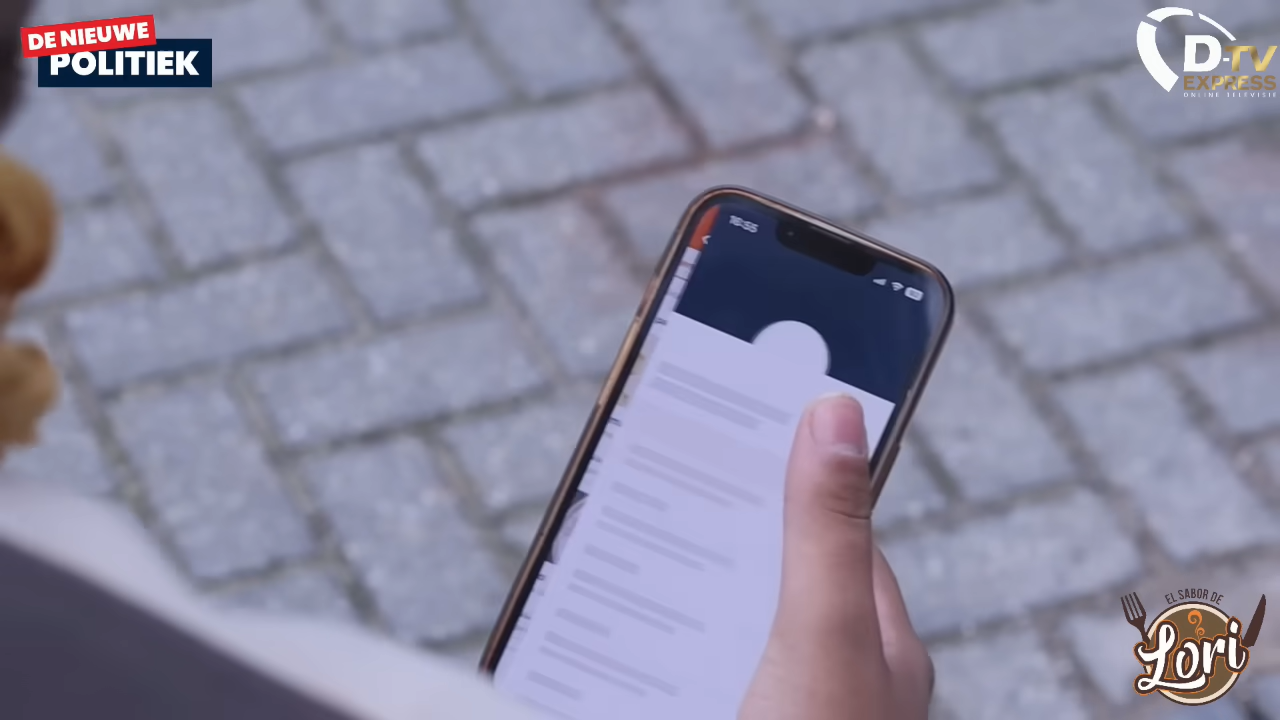 DE NIEUWE
POLITIEK
D-TV
EXPRESS
ONLINE TELEVISIE
16:55
EL SABOR DE
Lori